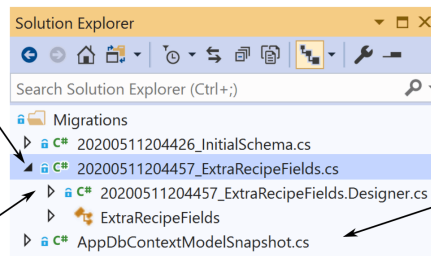 Solution Explorer
Search Solution Explorer (Ctrl+;)
Migrations
C# 20200511204426_InitialSchema.cs
C# 20200511204457_ExtraRecipeFields.cs
C# 20200511204457_ExtraRecipeFields.Designer.cs
ExtraRecipeFields
C# AppDbContextModelSnapshot.cs